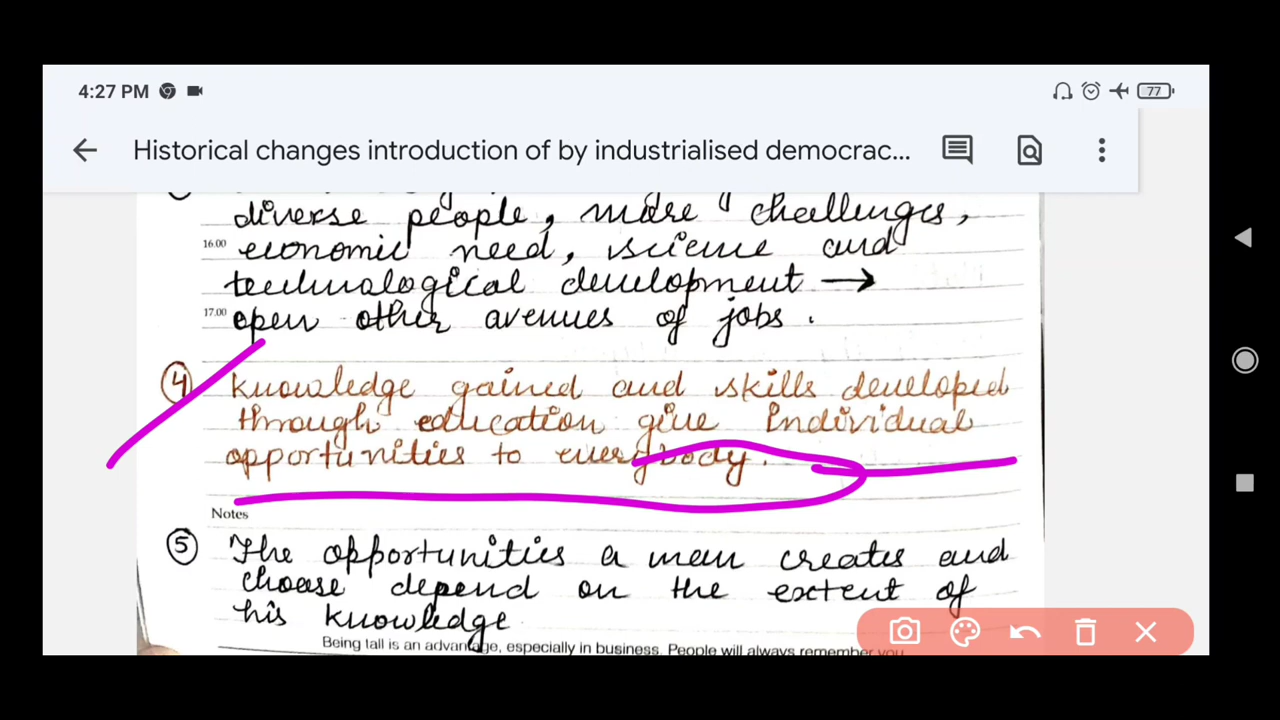 4:27 PM
77
Historical changes introduction of by industrialised democrac...
diverse people, more challenges,
16.00 economic need, science and
technological development →
17.00 open other avenues of jobs.
④ knowledge gained and skills developed
through education give Individual
opportunities to everybody.
Notes
⑤ The opportunities a man creates and
choose depend on the extent of
his knowledge
Being tall is an advantage, especially in business. People will always remember you